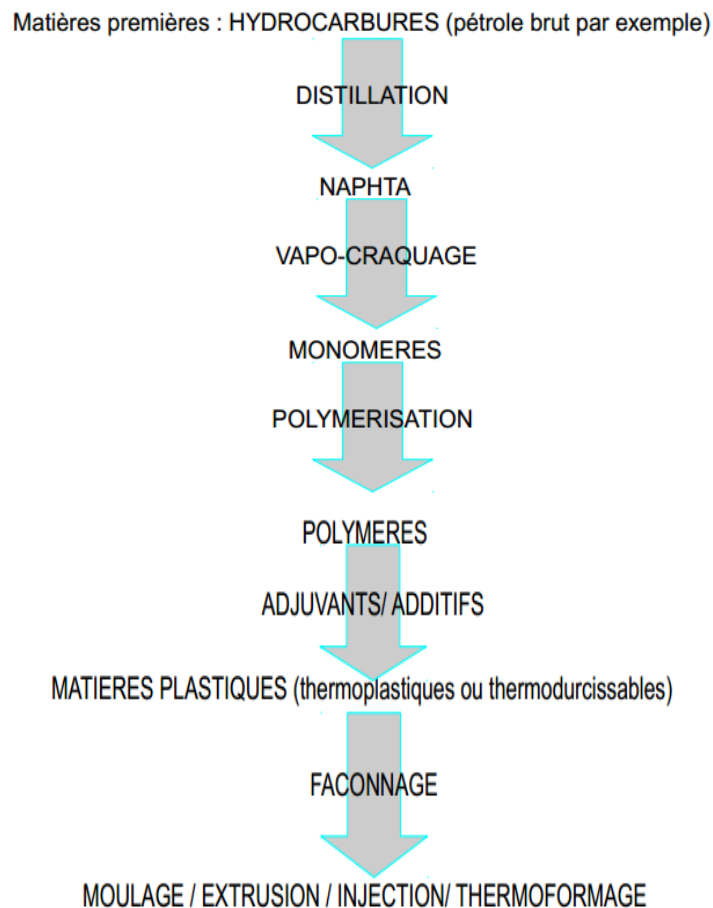 Matières premières : HYDROCARBURES (pétrole brut par exemple)
DISTILLATION
NAPHTA
VAPO-CRAQUAGE
MONOMERES
POLYMERISATION
POLYMERES
ADJUVANTS/ ADDITIFS
MATIERES PLASTIQUES (thermoplastiques ou thermodurcissables)
FACONNAGE
MOULAGE / EXTRUSION / INJECTION/ THERMOFORMAGE